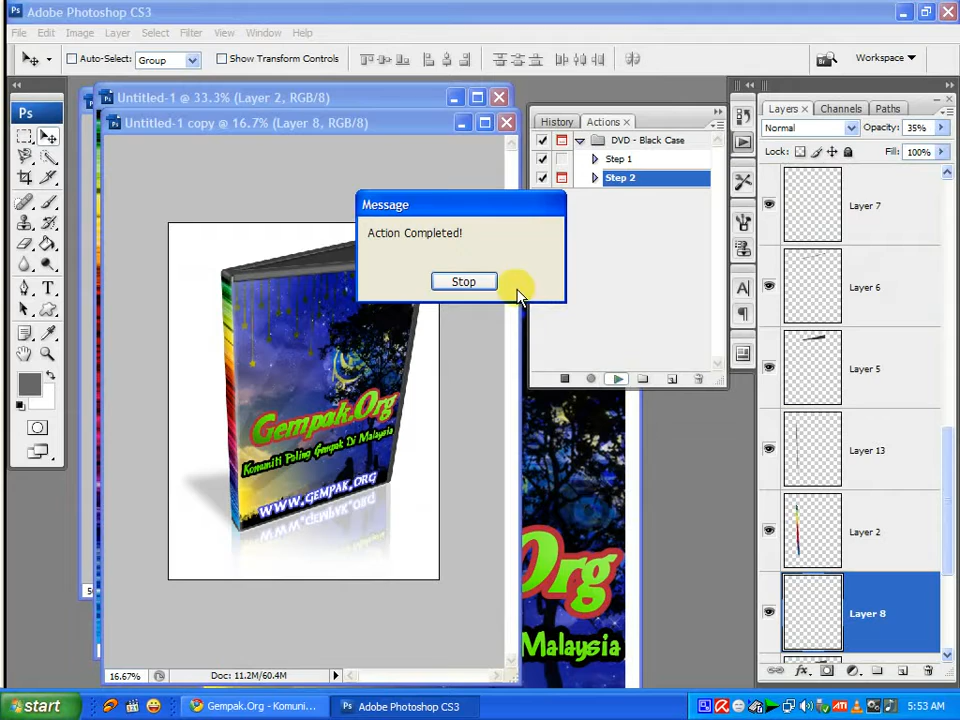 Adobe Photoshop CS3
File Edit Image Layer Select Filter View Window Help
Auto-Select: Group Show Transform Controls Workspace
Untitled-1 @ 33.3% (Layer 2, RGB/8)
Untitled-1 copy @ 16.7% (Layer 8, RGB/8)
Ps
History Actions
DVD - Black Case
Step 1
Step 2
Message
Action Completed!
Stop
Layers Channels Paths
Normal Opacity: 35%
Lock: Fill: 100%
Layer 7
Layer 6
Layer 5
Layer 13
Layer 2
Layer 8
Gempak.Org
Komuniti Paling Gempak Di Malaysia
WWW.GEMPAK.ORG
Org
Malaysia
16.67% Doc: 11.2M/60.4M
start Gempak.Org - Komuni... Adobe Photoshop CS3 5:53 AM